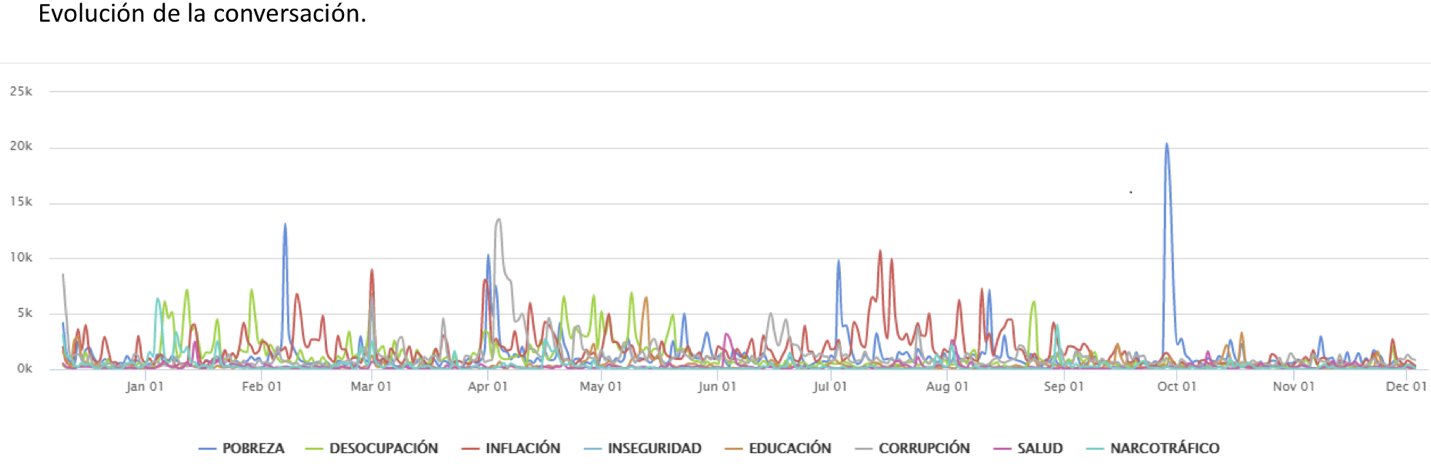 Evolución de la conversación.
25k
20k
15k
10k
5k
0k
Jan 01 Feb 01 Mar 01 Apr 01 May 01 Jun 01 Jul 01 Aug 01 Sep 01 Oct 01 Nov 01 Dec 01
POBREZA DESOCUPACIÓN INFLACIÓN INSEGURIDAD EDUCACIÓN CORRUPCIÓN SALUD NARCOTRÁFICO